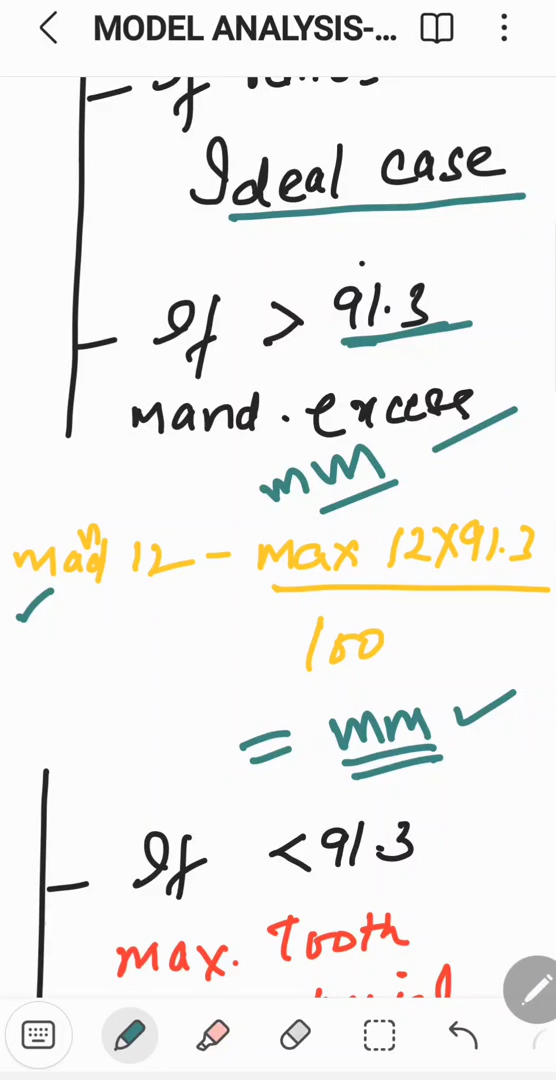 MODEL ANALYSIS-...
- If
Ideal case
- If > 91.3
mand. excess
mm
mand 12 - max 12x91.3
100
= mm
- If <91.3
max. Tooth